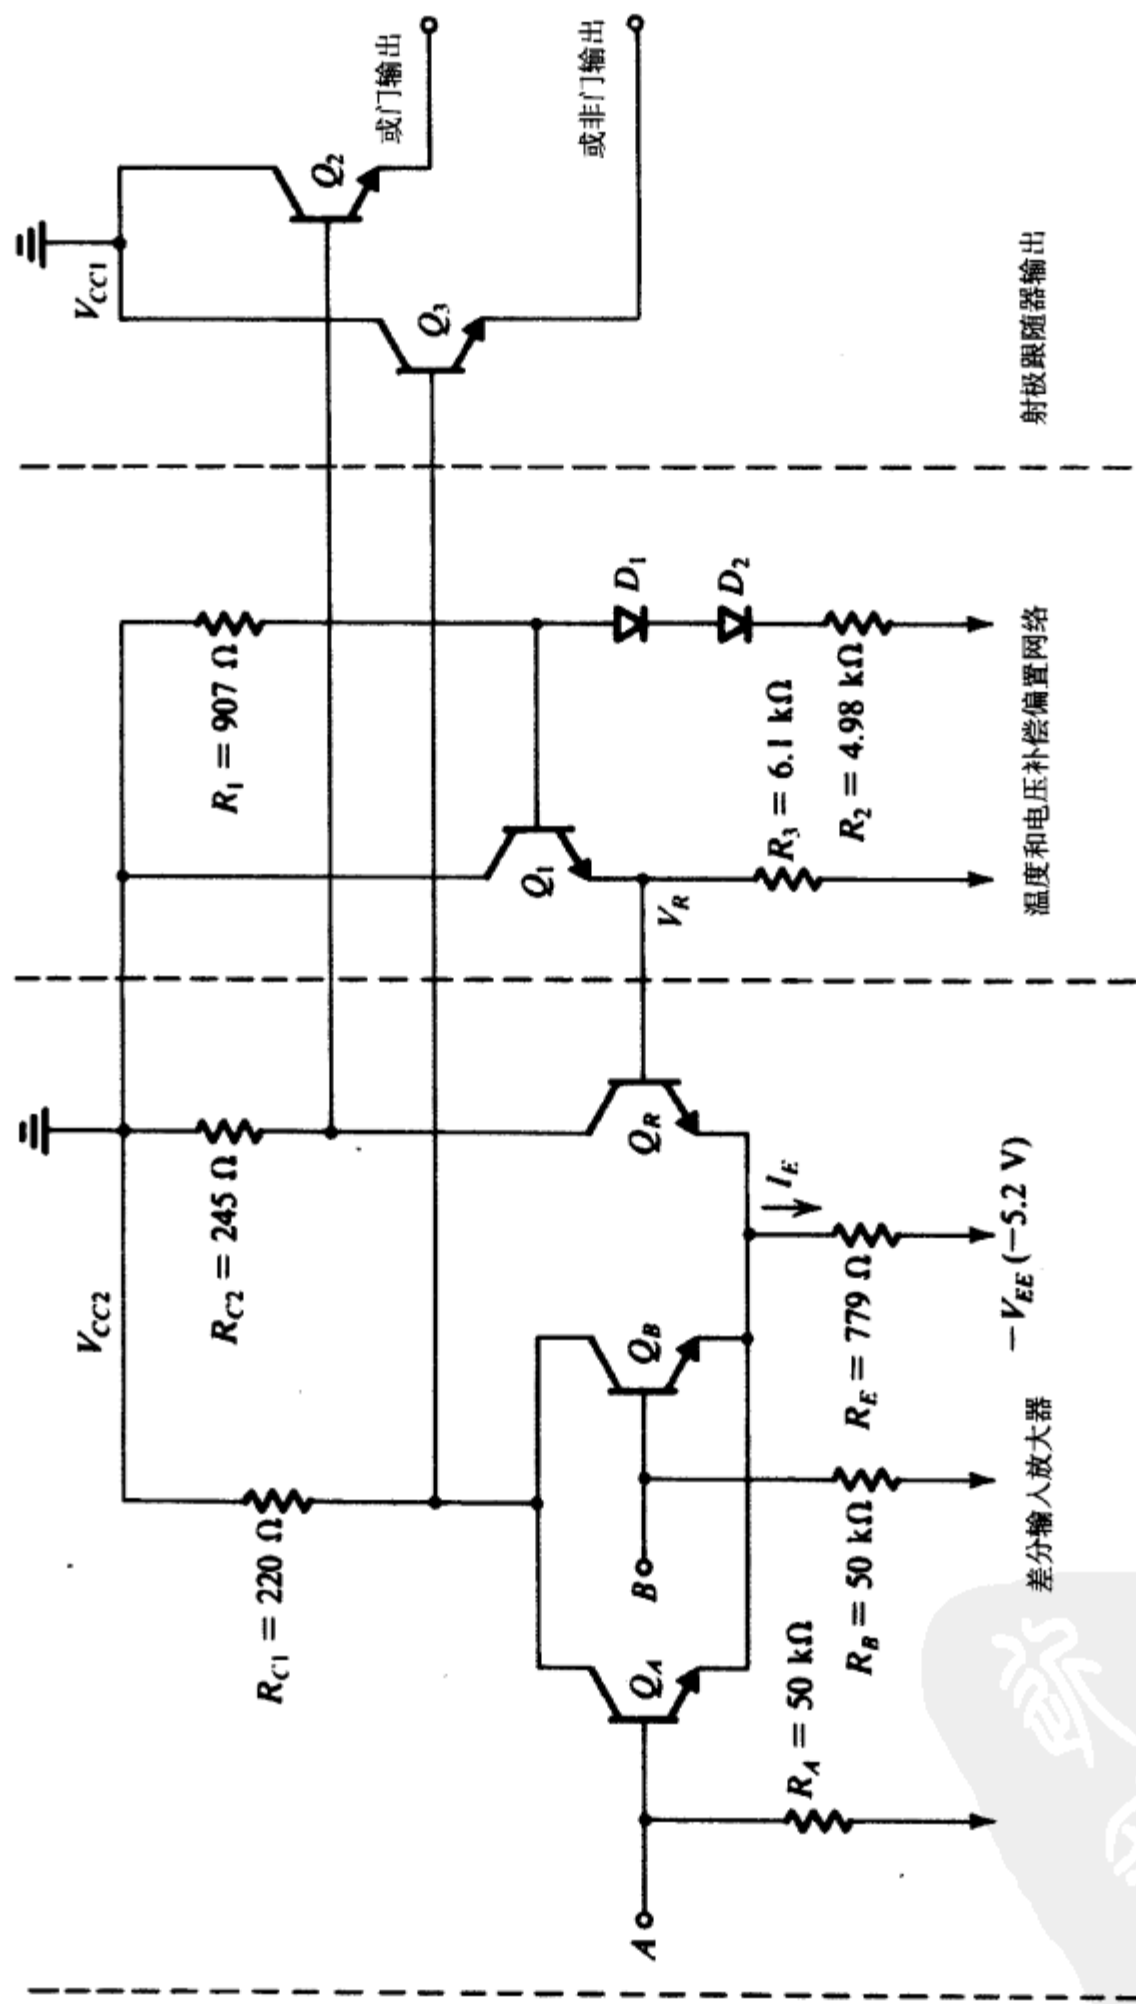 V_CC1
V_CC2
R_C1 = 220 Ω
R_C2 = 245 Ω
R_1 = 907 Ω
Q_2
或门输出
Q_3
或非门输出
Q_1
D_1
D_2
V_R
R_3 = 6.1 kΩ
R_2 = 4.98 kΩ
A
Q_A
B
Q_B
Q_R
I_E
R_A = 50 kΩ
R_B = 50 kΩ
R_E = 779 Ω
−V_EE (−5.2 V)
差分输入放大器
温度和电压补偿偏置网络
射极跟随器输出